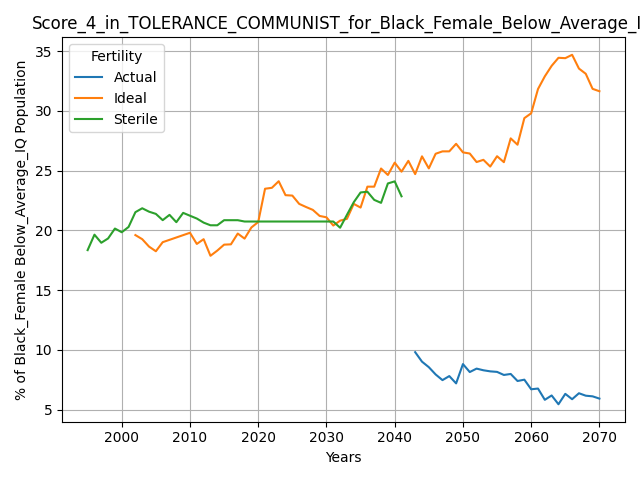 Score_4_in_TOLERANCE_COMMUNIST_for_Black_Female_Below_Average_I
Fertility
Actual
Ideal
Sterile
% of Black_Female Below_Average_IQ Population
35
30
25
20
15
10
5
2000 2010 2020 2030 2040 2050 2060 2070
Years